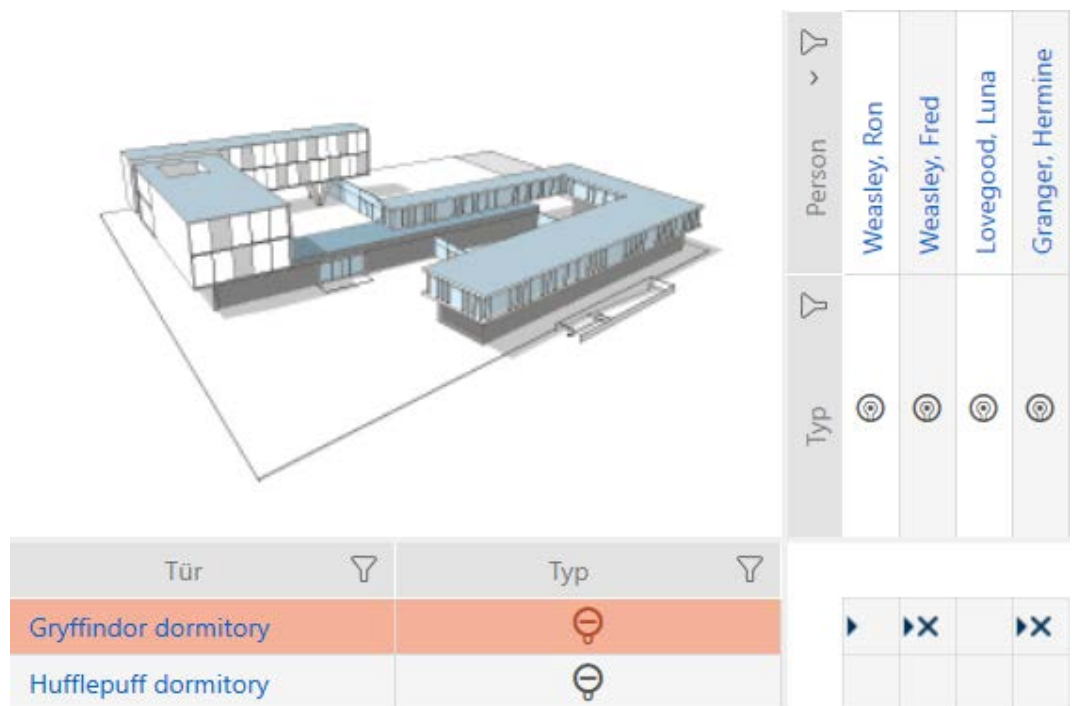 Person
Typ
Weasley, Ron
Weasley, Fred
Lovegood, Luna
Granger, Hermine
Tür Typ
Gryffindor dormitory
Hufflepuff dormitory